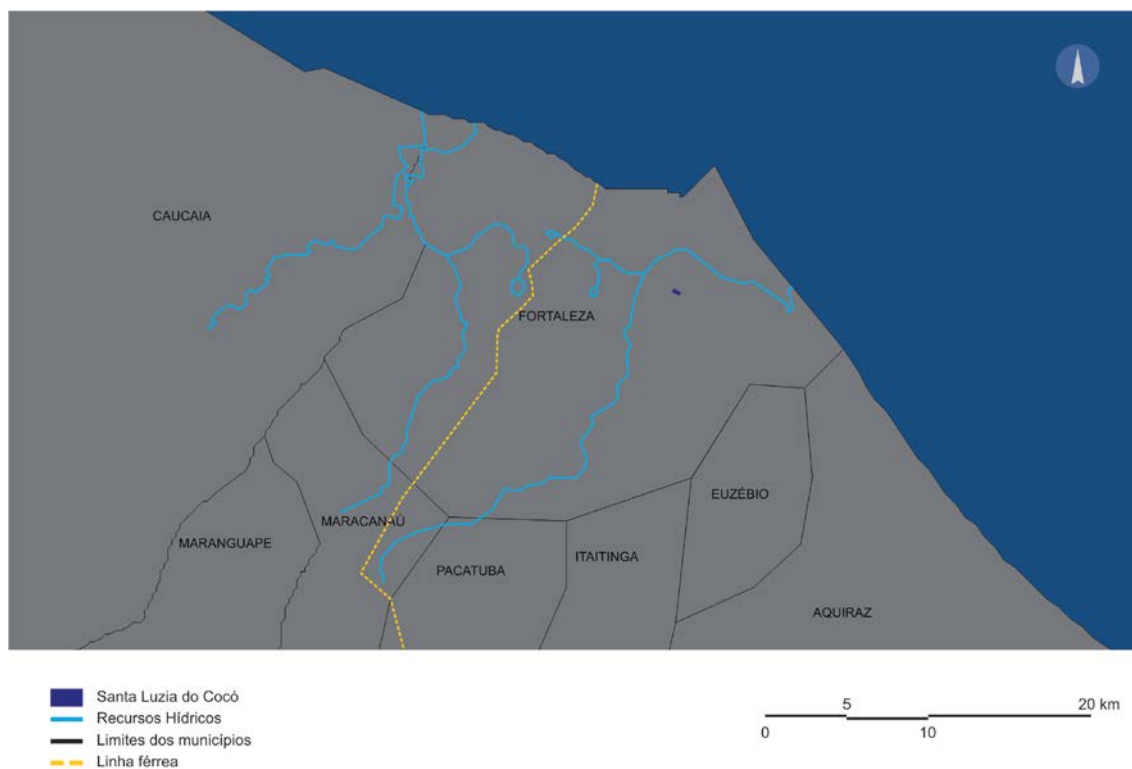 CAUCAIA
FORTALEZA
EUZÉBIO
MARACANAÚ
MARANGUAPE
ITAITINGA
PACATUBA
AQUIRAZ
Santa Luzia do Cocó
Recursos Hídricos
Limites dos municípios
Linha férrea
5 20 km
0 10